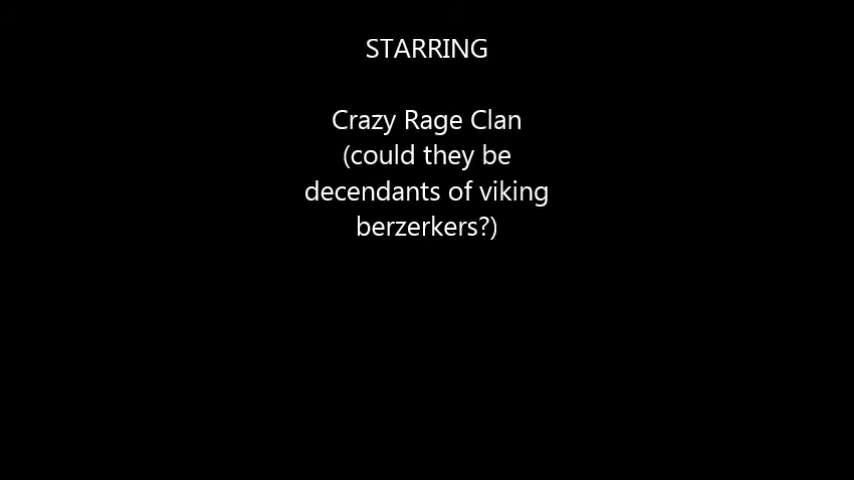 STARRING
Crazy Rage Clan
(could they be
decendants of viking
berzerkers?)